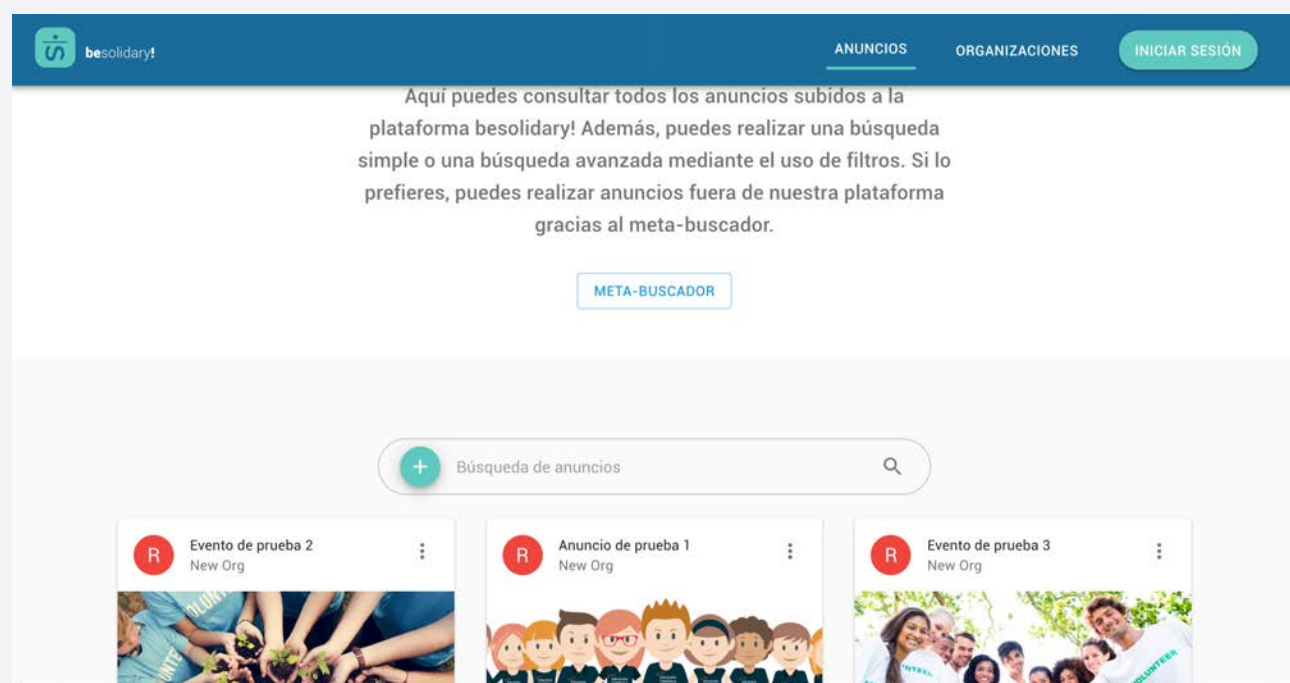 besolidary!
ANUNCIOS
ORGANIZACIONES
INICIAR SESIÓN
Aquí puedes consultar todos los anuncios subidos a la
plataforma besolidary! Además, puedes realizar una búsqueda
simple o una búsqueda avanzada mediante el uso de filtros. Si lo
prefieres, puedes realizar anuncios fuera de nuestra plataforma
gracias al meta-buscador.
META-BUSCADOR
+ Búsqueda de anuncios
R
Evento de prueba 2
New Org
R
Anuncio de prueba 1
New Org
R
Evento de prueba 3
New Org
VOLUNTEER